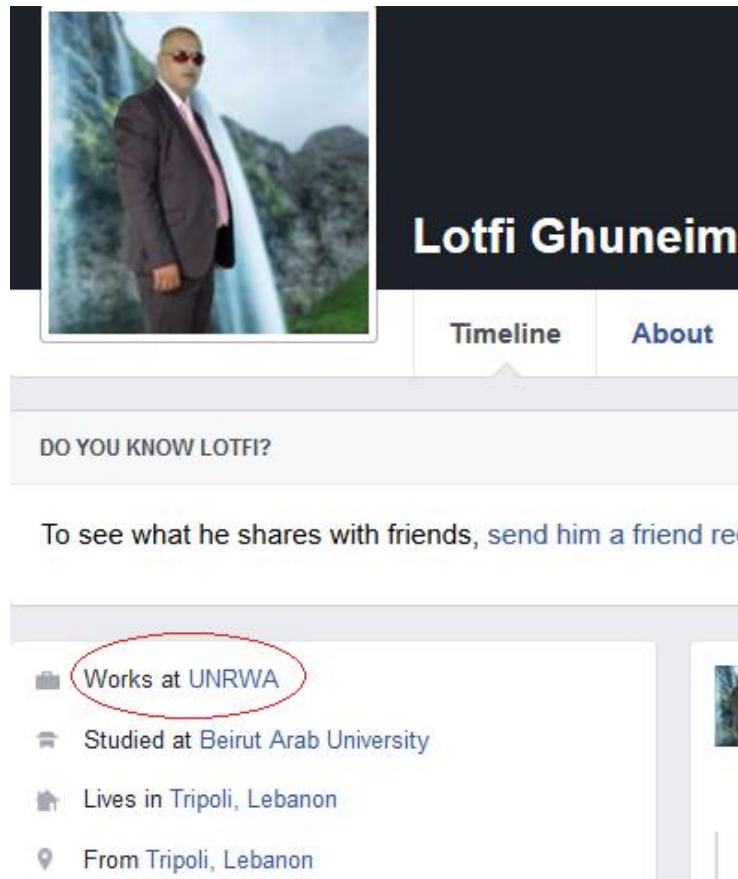 Lotfi Ghuneim
Timeline
About
DO YOU KNOW LOTFI?
To see what he shares with friends, send him a friend
Works at UNRWA
Studied at Beirut Arab University
Lives in Tripoli, Lebanon
From Tripoli, Lebanon